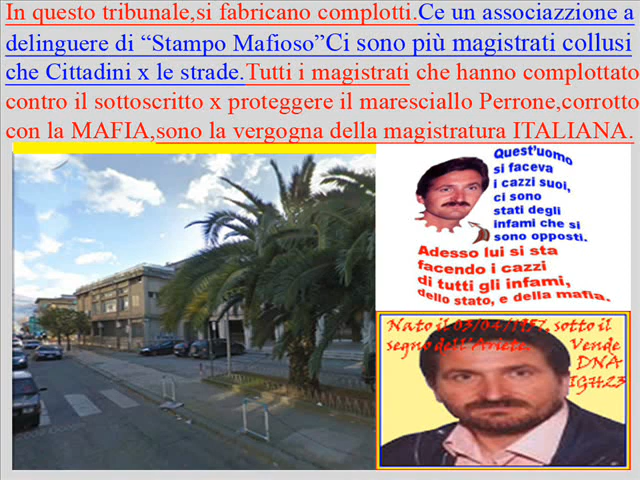 In questo tribunale,si fabricano complotti.Ce un associazzione a
delinguere di “Stampo Mafioso”Ci sono più magistrati collusi
che Cittadini x le strade.Tutti i magistrati che hanno complottato
contro il sottoscritto x proteggere il maresciallo Perrone,corrotto
con la MAFIA,sono la vergogna della magistratura ITALIANA.
Quest'uomo
si faceva
i cazzi suoi,
ci sono
stati degli
infami che si
sono opposti.
Adesso lui si sta
facendo i cazzi
di tutti gli infami,
dello stato, e della mafia.
Nato il 03/04/1957, sotto il
segno dell'Ariete. Vende
DNA
IGH23